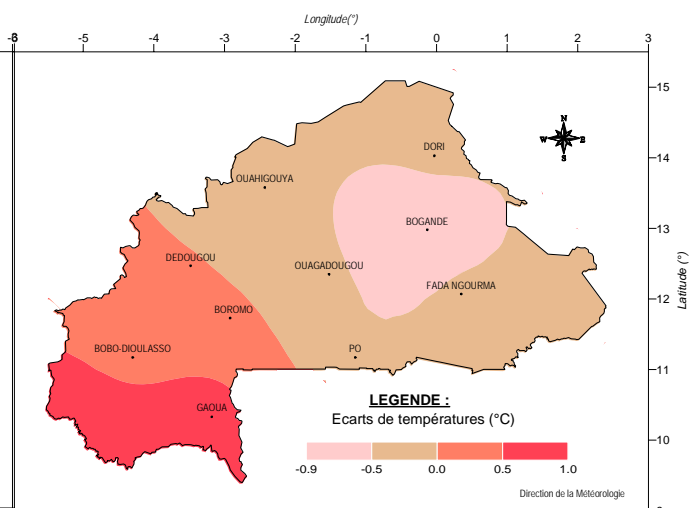 Longitude(°)
-6 -5 -4 -3 -2 -1 0 1 2 3
15
N
W E
S
DORI
14
OUAHIGOUYA
BOGANDE
13
DEDOUGOU
OUAGADOUGOU
Latitude (°)
FADA NGOURMA
12
BOROMO
BOBO-DIOULASSO
PO
11
LEGENDE :
GAOUA
Ecarts de températures (°C)
10
-0.9 -0.5 0.0 0.5 1.0
Direction de la Météorologie